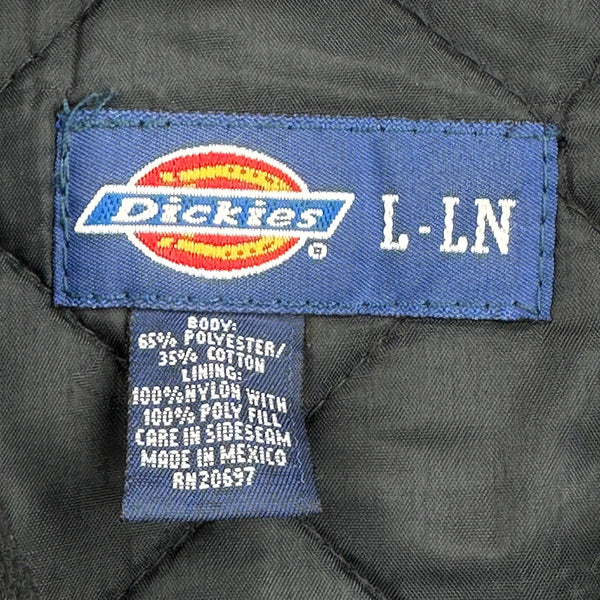 Dickies
L-LN
BODY:
65% POLYESTER/
35% COTTON
LINING:
100%NYLON WITH
100% POLY FILL
CARE IN SIDESEAM
MADE IN MEXICO
RN20697